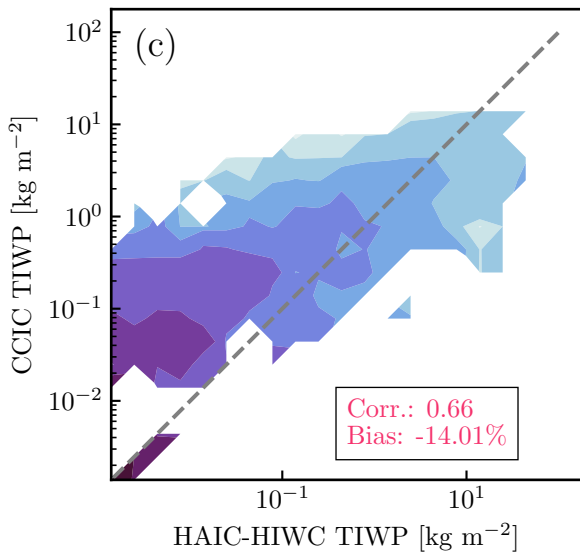 (c)
10²
10¹
10⁰
10⁻¹
10⁻²
CCIC TIWP [kg m⁻²]
Corr.: 0.66
Bias: -14.01%
10⁻¹
10¹
HAIC-HIWC TIWP [kg m⁻²]